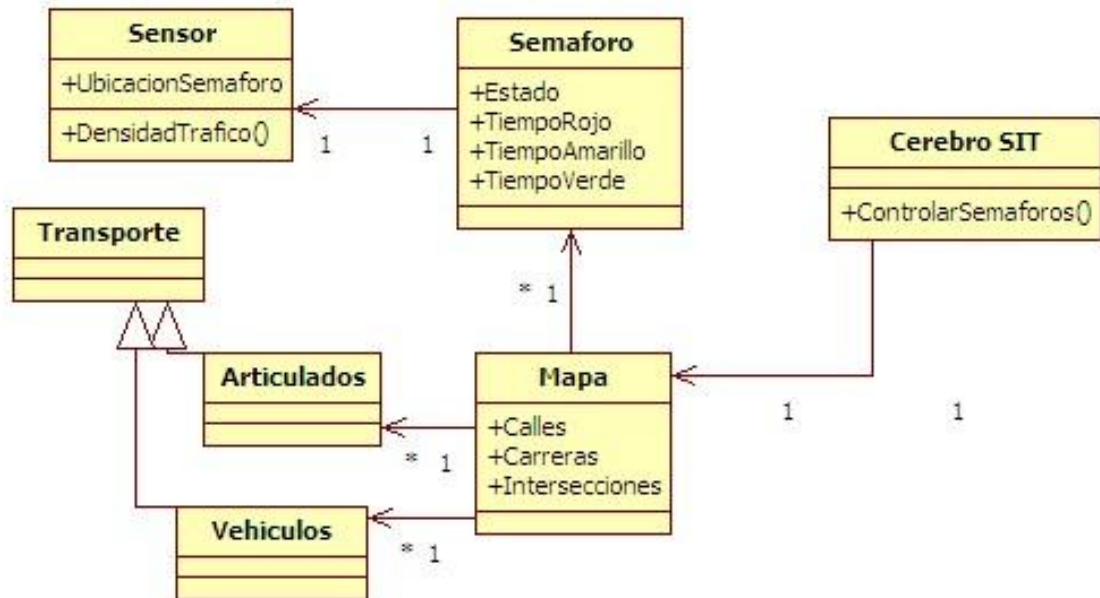 Sensor
+UbicacionSemaforo
+DensidadTrafico()
Semaforo
+Estado
+TiempoRojo
+TiempoAmarillo
+TiempoVerde
1
1
Cerebro SIT
+ControlarSemaforos()
Transporte
* 1
Articulados
Mapa
+Calles
+Carreras
+Intersecciones
1
1
* 1
Vehiculos
* 1